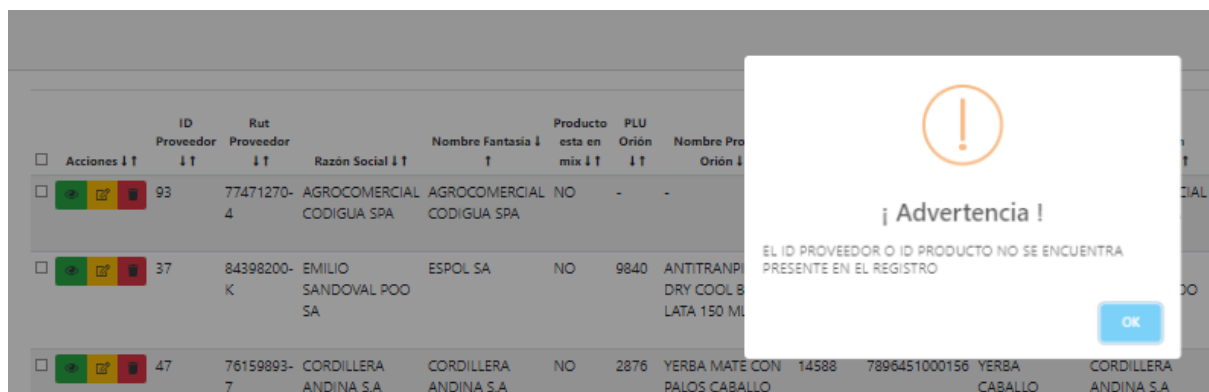 ID Rut Producto PLU
Proveedor Proveedor Nombre Fantasía ↓ esta en Orión Nombre Pro
Acciones ↓↑ ↓↑ ↓↑ Razón Social ↓↑ ↑ mix ↓↑ ↓↑ Orión ↓
93 77471270- AGROCOMERCIAL AGROCOMERCIAL NO - -
4 CODIGUA SPA CODIGUA SPA
¡ Advertencia !
EL ID PROVEEDOR O ID PRODUCTO NO SE ENCUENTRA
PRESENTE EN EL REGISTRO
OK
37 84398200- EMILIO ESPOL SA NO 9840 ANTITRANPI
K SANDOVAL POO DRY COOL B
SA LATA 150 ML
47 76159893- CORDILLERA CORDILLERA NO 2876 YERBA MATE CON 14588 7896451000156 YERBA CORDILLERA
7 ANDINA S.A ANDINA S.A PALOS CABALLO CABALLO ANDINA S.A